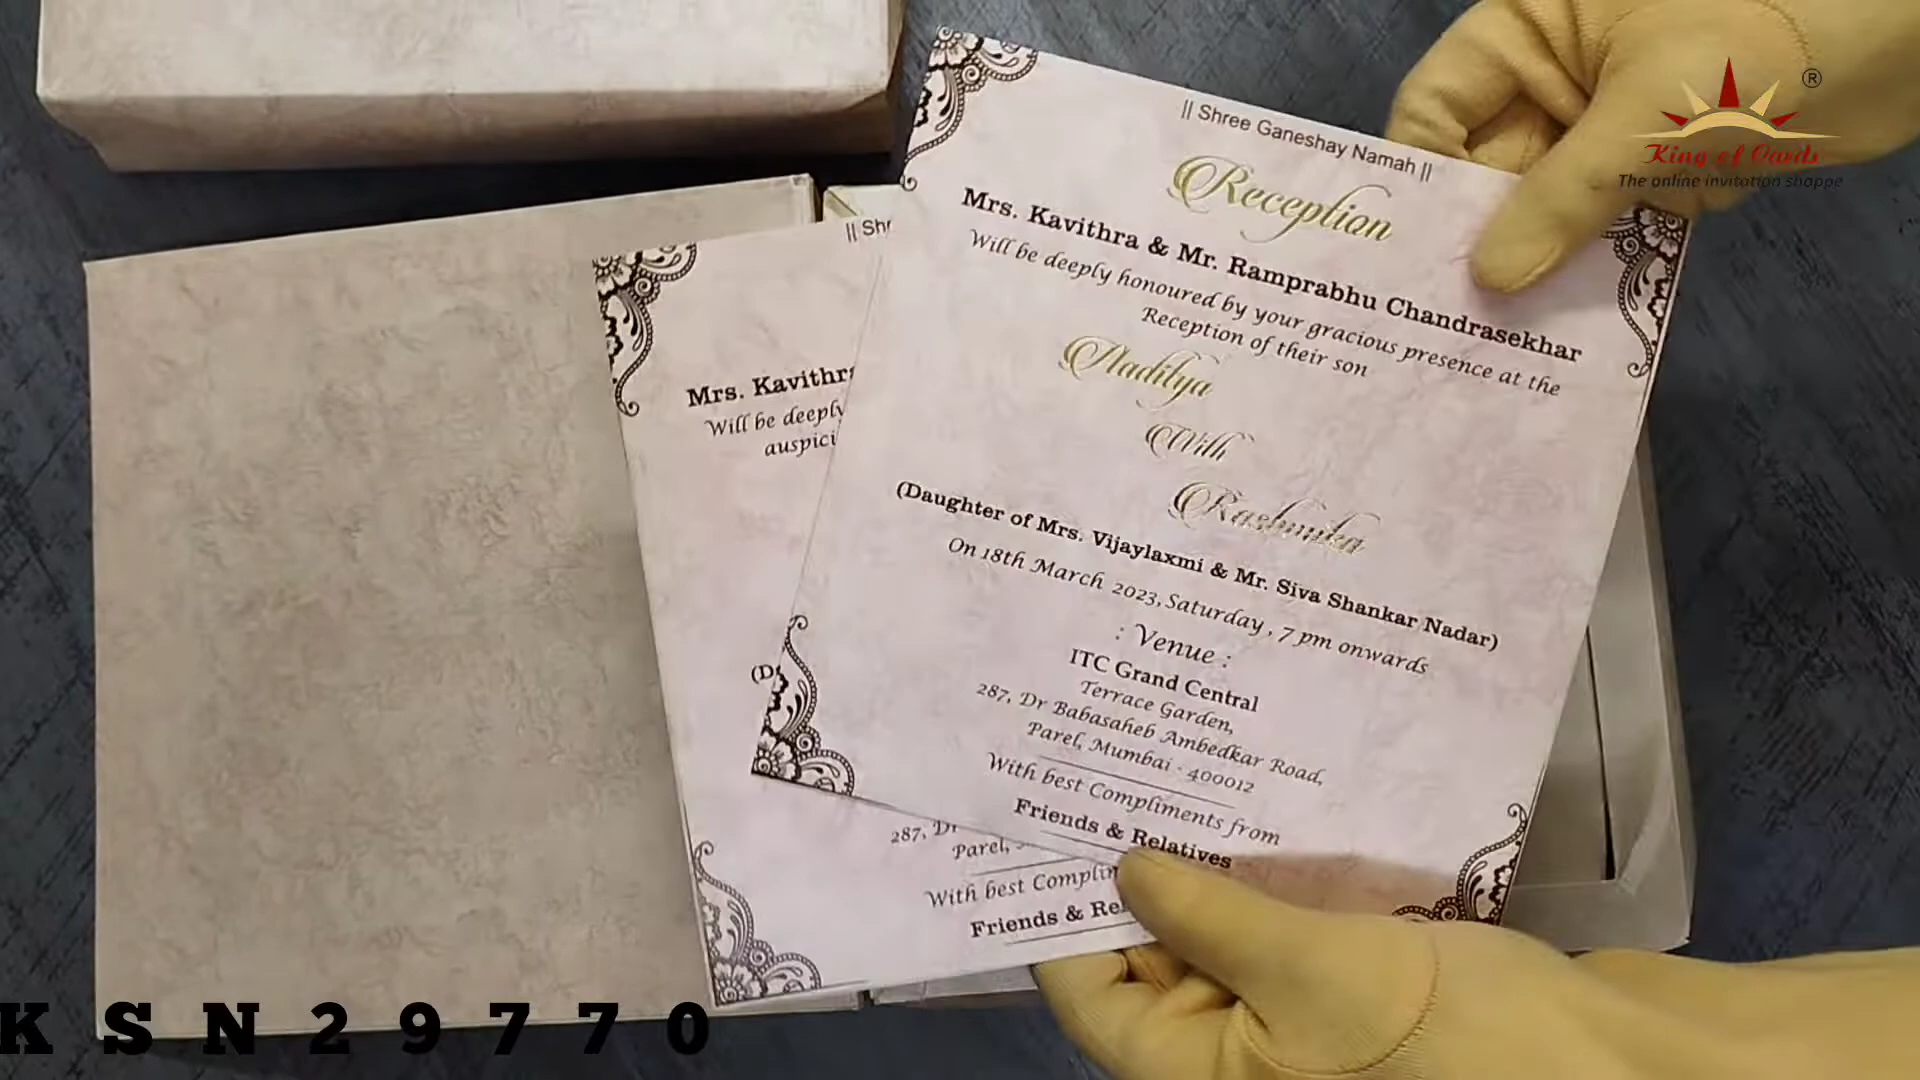 || Shree Ganeshay Namah ||
Reception
Mrs. Kavithra & Mr. Ramprabhu Chandrasekhar
Will be deeply honoured by your gracious presence at the
Reception of their son
Aaditya
With
Rashmika
(Daughter of Mrs. Vijaylaxmi & Mr. Siva Shankar Nadar)
On 18th March 2023, Saturday, 7 pm onwards
: Venue :
ITC Grand Central
Terrace Garden,
287, Dr Babasaheb Ambedkar Road,
Parel, Mumbai - 400012
With best Compliments from
Friends & Relatives
|| Shr
Mrs. Kavithra
Will be deeply
auspici
(D
287, Dr
Parel,
With best Complim
Friends & Rel
King of Cards
The online invitation shoppe
®
KSN29770